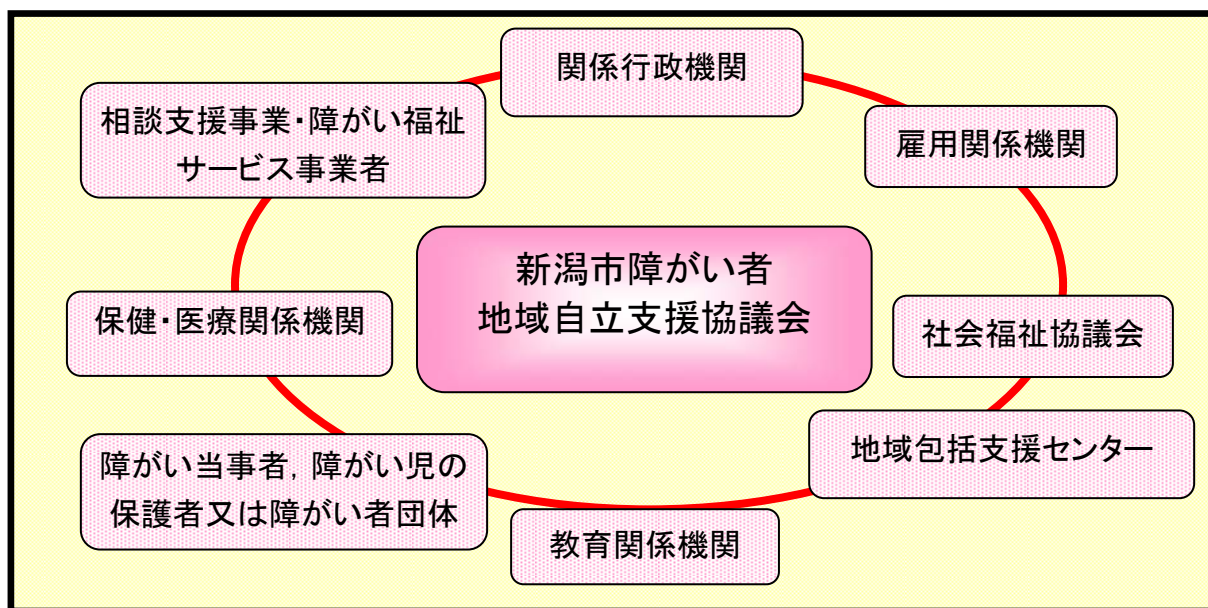 関係行政機関
相談支援事業・障がい福祉
サービス事業者
雇用関係機関
新潟市障がい者
地域自立支援協議会
保健・医療関係機関
社会福祉協議会
障がい当事者，障がい児の
保護者又は障がい者団体
地域包括支援センター
教育関係機関